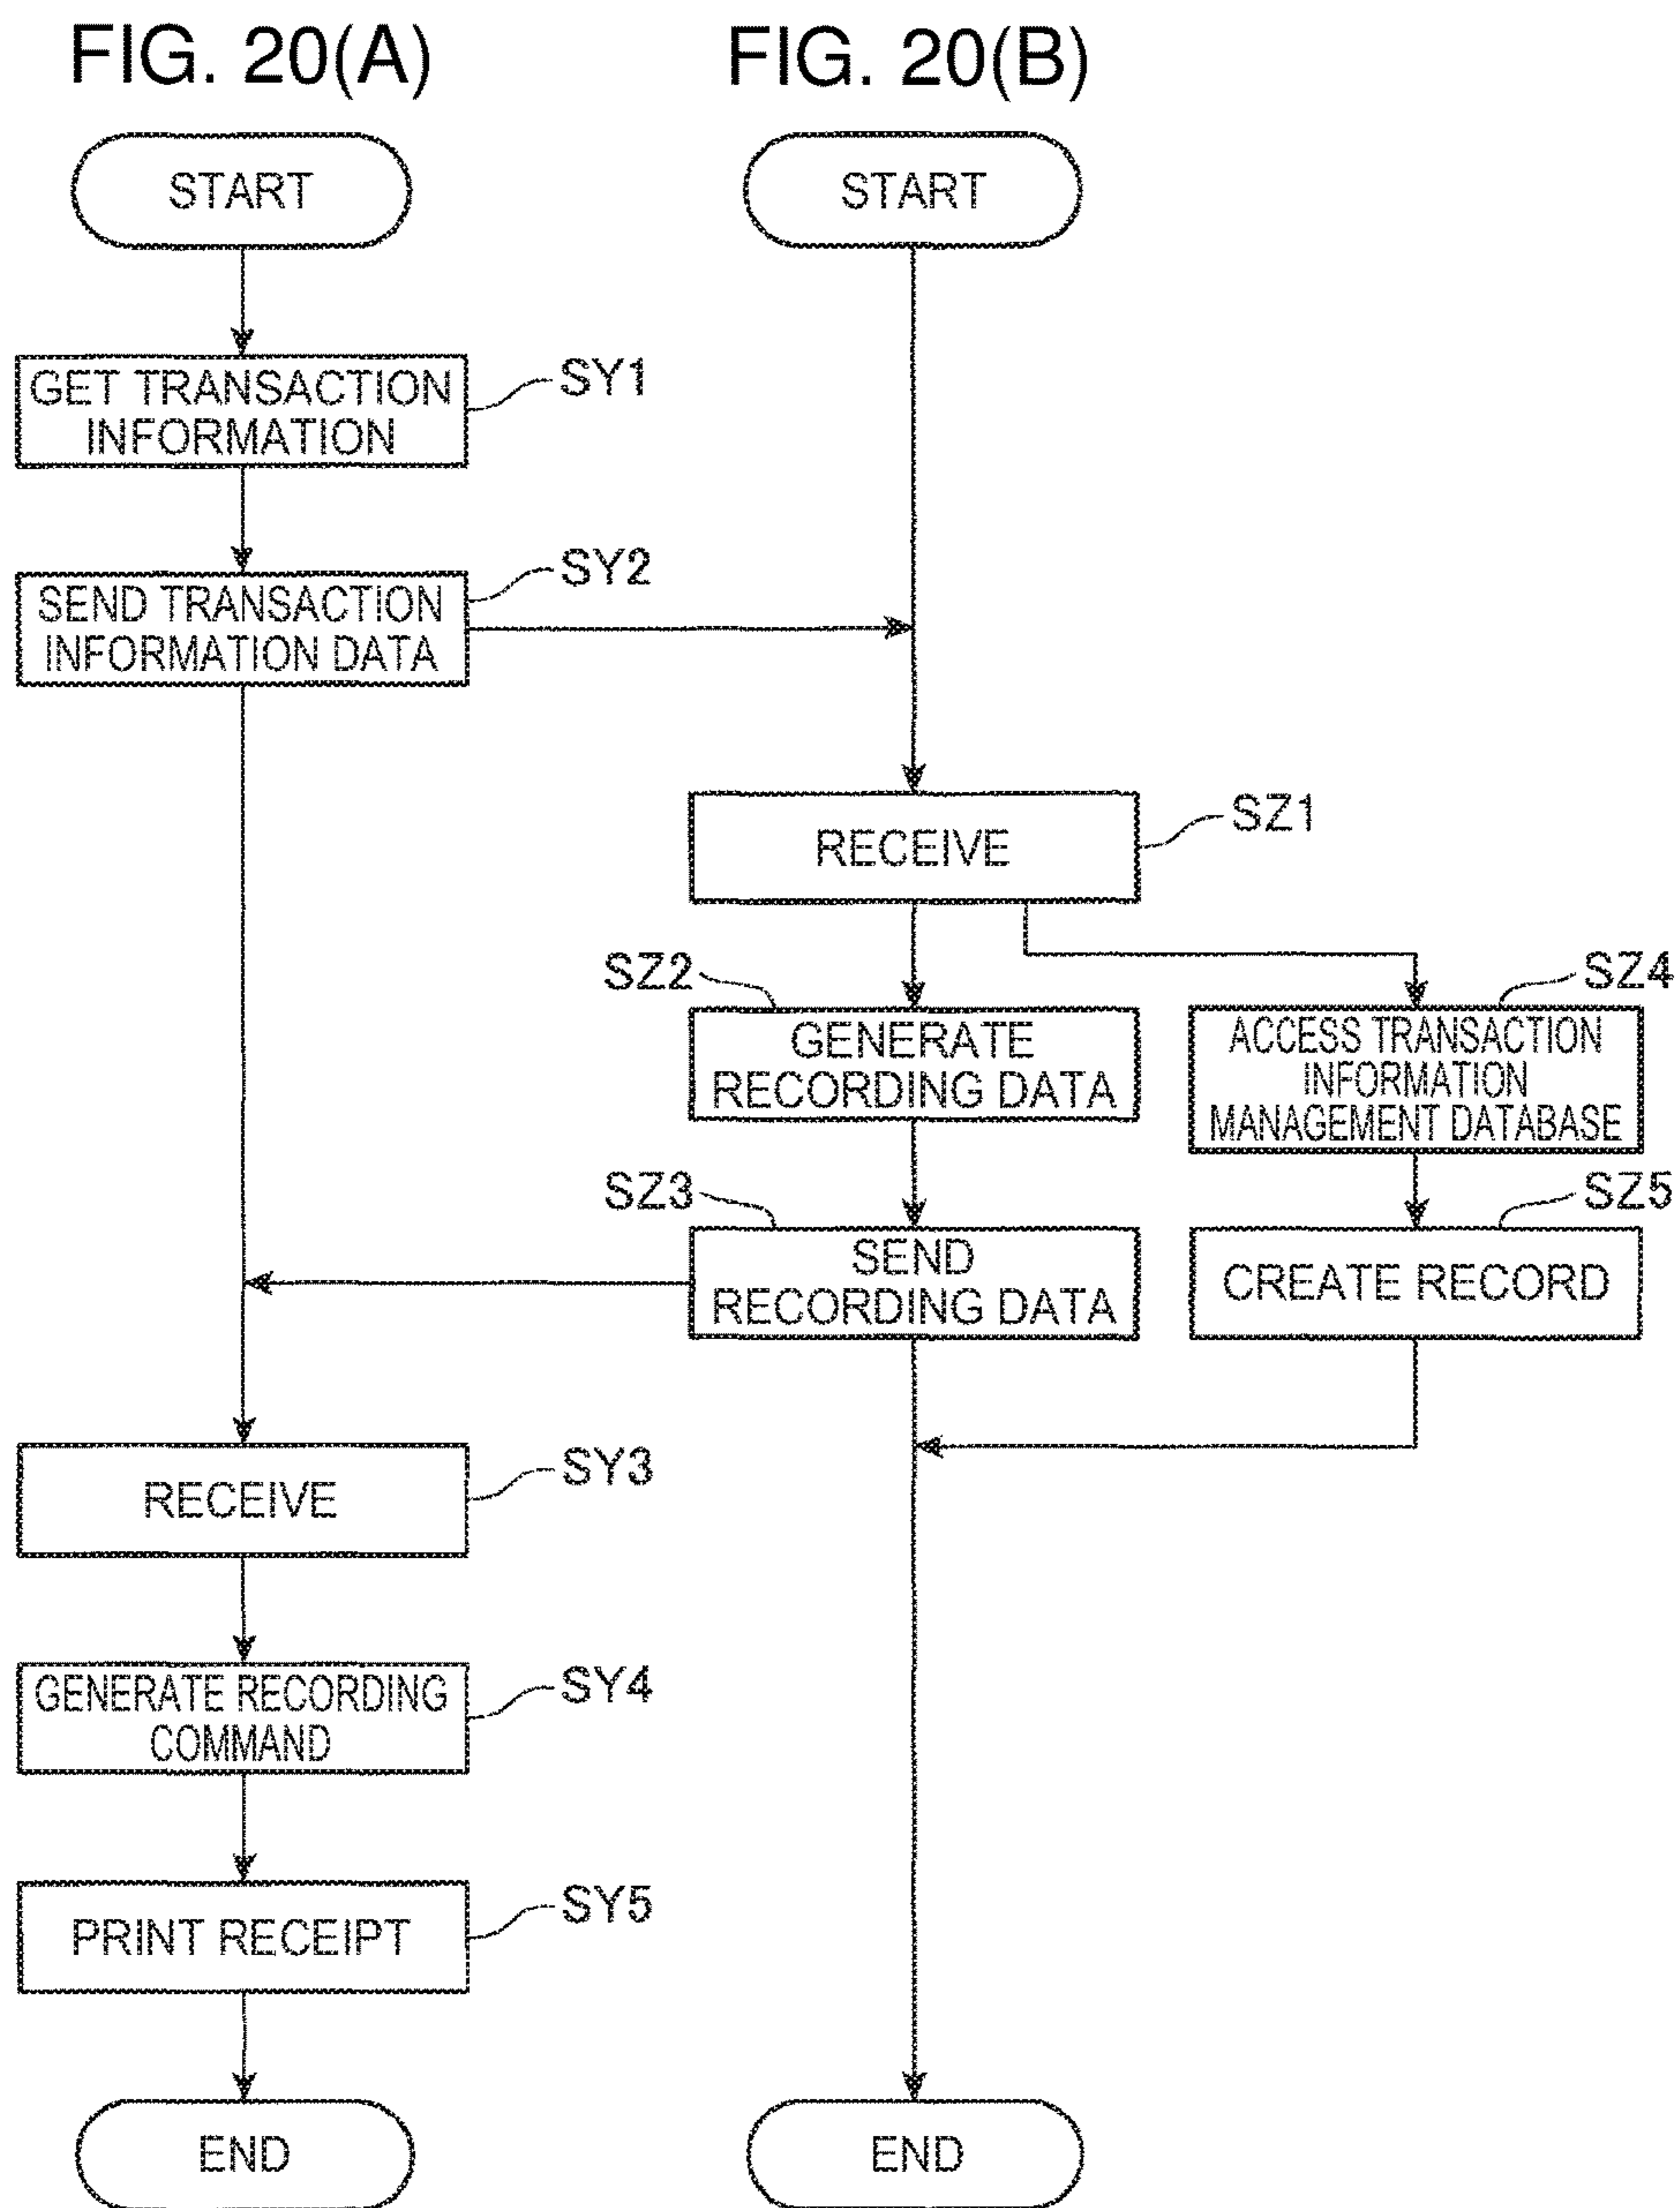 FIG. 20(A)
START
GET TRANSACTION
INFORMATION
SY1
SEND TRANSACTION
INFORMATION DATA
SY2
RECEIVE
SY3
GENERATE RECORDING
COMMAND
SY4
PRINT RECEIPT
SY5
END
FIG. 20(B)
START
RECEIVE
SZ1
SZ2
GENERATE
RECORDING DATA
SZ3
SEND
RECORDING DATA
SZ4
ACCESS TRANSACTION
INFORMATION
MANAGEMENT DATABASE
SZ5
CREATE RECORD
END